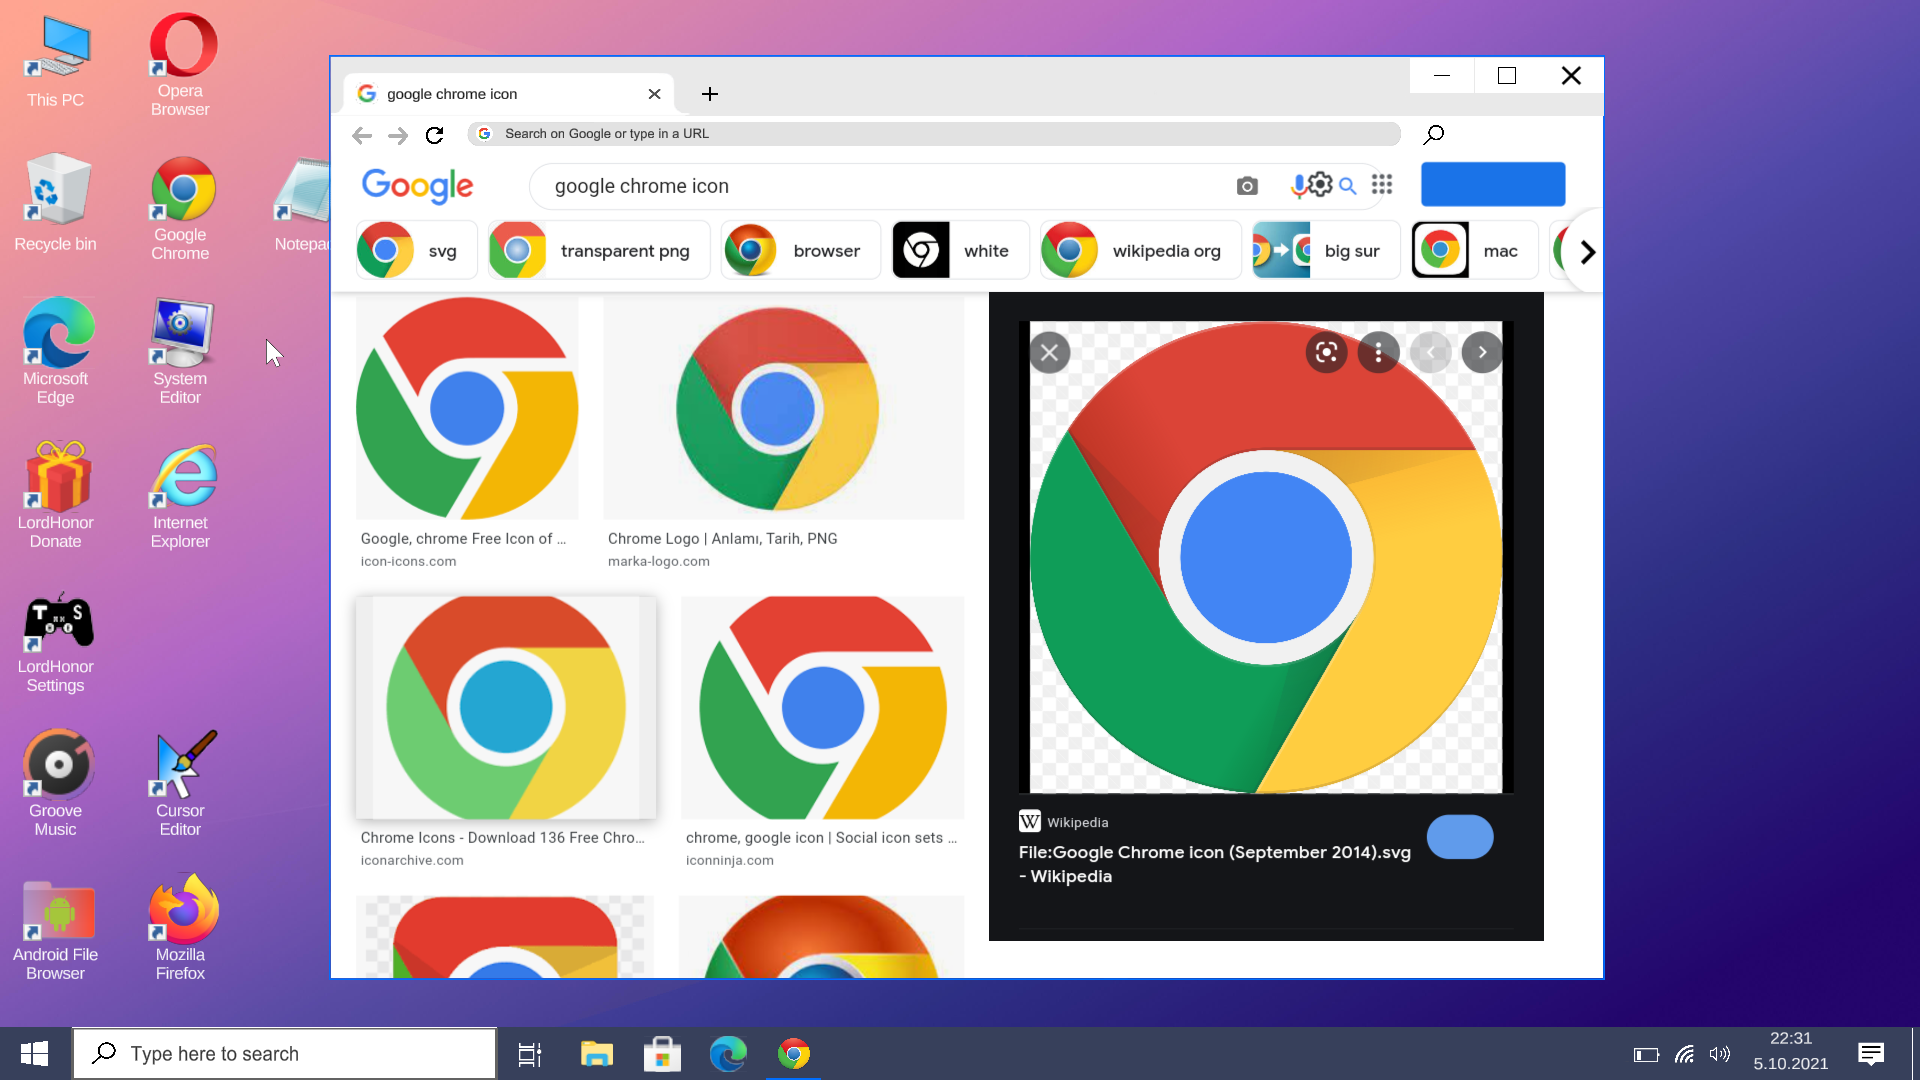 This PC
Opera
Browser
Recycle bin
Google
Chrome
Notepad
Microsoft
Edge
System
Editor
LordHonor
Donate
Internet
Explorer
LordHonor
Settings
Groove
Music
Cursor
Editor
Android File
Browser
Mozilla
Firefox
google chrome icon
Search on Google or type in a URL
Google
google chrome icon
svg
transparent png
browser
white
wikipedia org
big sur
mac
Google, chrome Free Icon of ...
icon-icons.com
Chrome Logo | Anlamı, Tarih, PNG
marka-logo.com
Chrome Icons - Download 136 Free Chro...
iconarchive.com
chrome, google icon | Social icon sets ...
iconninja.com
W Wikipedia
File:Google Chrome icon (September 2014).svg
- Wikipedia
Type here to search
22:31
5.10.2021